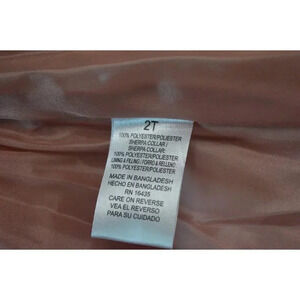 2T
100% POLYESTER/POLIESTER
SHERPA COLLAR /
SHERPA COLLAR:
100% POLYESTER/POLIESTER
LINING & FILLING / FORRO & RELLENO:
100% POLYESTER/POLIESTER
MADE IN BANGLADESH
HECHO EN BANGLADESH
RN 16435
CARE ON REVERSE
VEA EL REVERSO
PARA SU CUIDADO